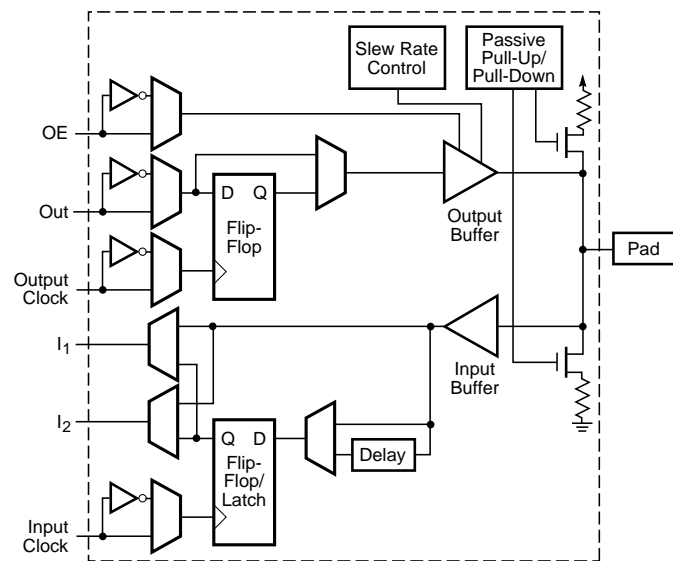 Slew Rate
Control
Passive
Pull-Up/
Pull-Down
OE
Out
D Q
Flip-
Flop
Output
Buffer
Output
Clock
Pad
I1
I2
Input
Buffer
Q D
Flip-
Flop/
Latch
Delay
Input
Clock